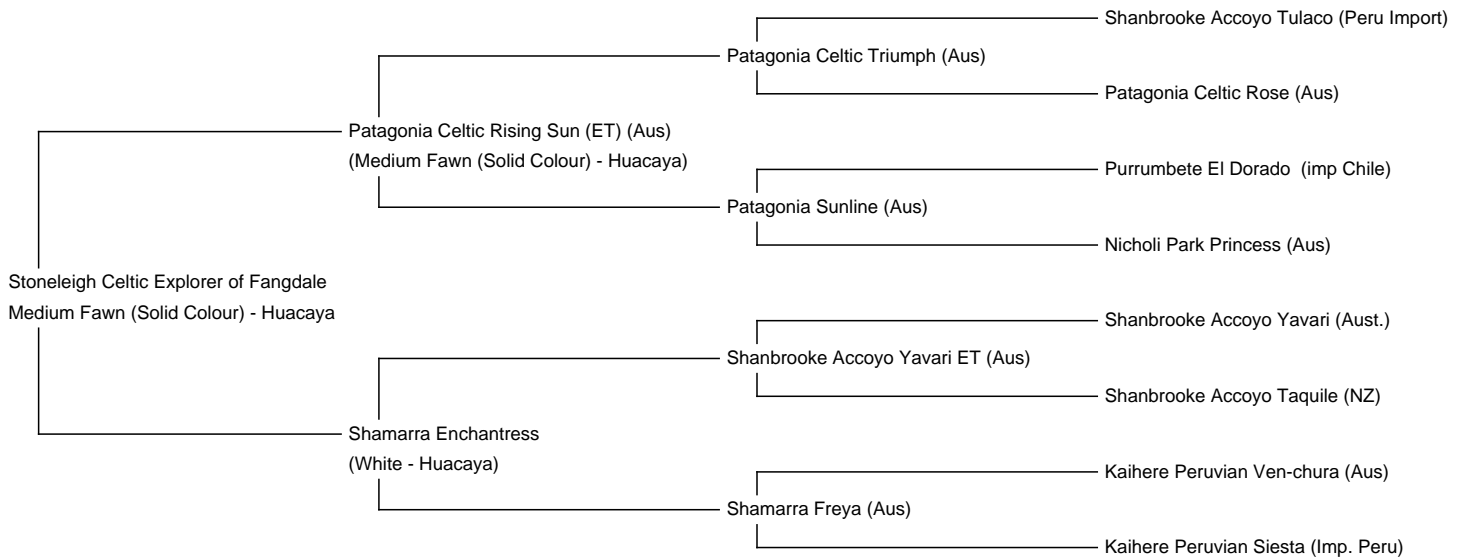 Shanbrooke Accoyo Tulaco (Peru Import)
Patagonia Celtic Triumph (Aus)
Patagonia Celtic Rose (Aus)
Patagonia Celtic Rising Sun (ET) (Aus)
(Medium Fawn (Solid Colour) - Huacaya)
Purrumbete El Dorado  (imp Chile)
Patagonia Sunline (Aus)
Nicholi Park Princess (Aus)
Stoneleigh Celtic Explorer of Fangdale
Medium Fawn (Solid Colour) - Huacaya
Shanbrooke Accoyo Yavari (Aust.)
Shanbrooke Accoyo Yavari ET (Aus)
Shanbrooke Accoyo Taquile (NZ)
Shamarra Enchantress
(White - Huacaya)
Kaihere Peruvian Ven-chura (Aus)
Shamarra Freya (Aus)
Kaihere Peruvian Siesta (Imp. Peru)